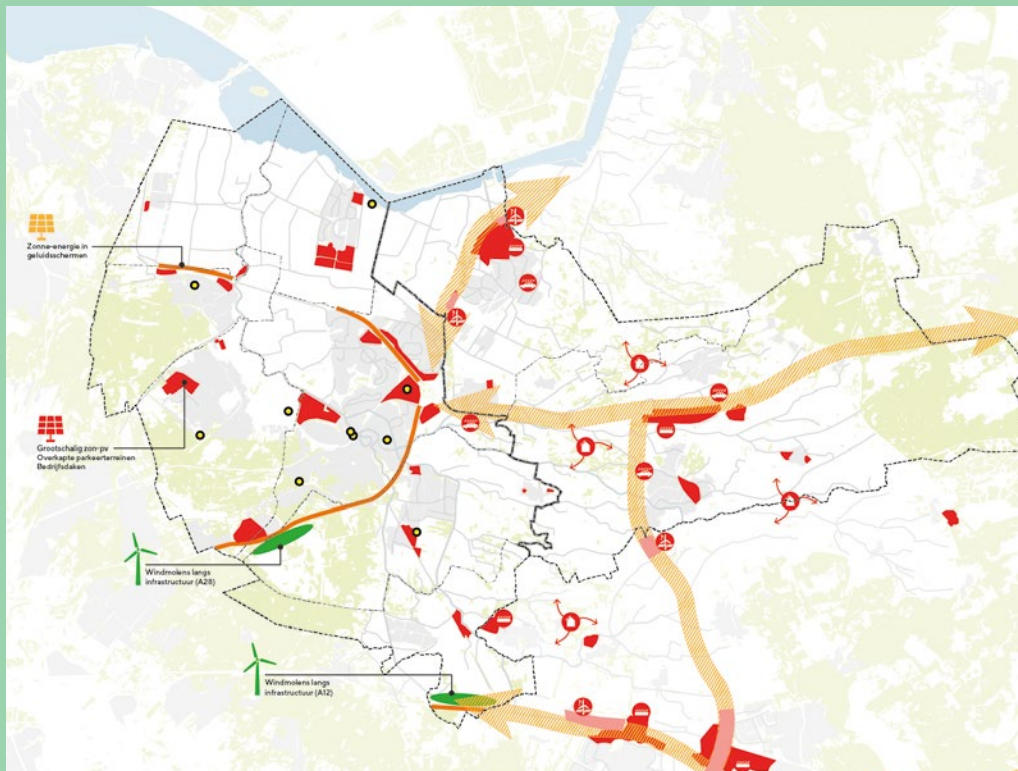 Zonne-energie in
geluidsschermen
Grootschalig zon-pv
Overkapte parkeerterreinen
Bedrijfsdaken
Windmolens langs
infrastructuur (A28)
Windmolens langs
infrastructuur (A12)